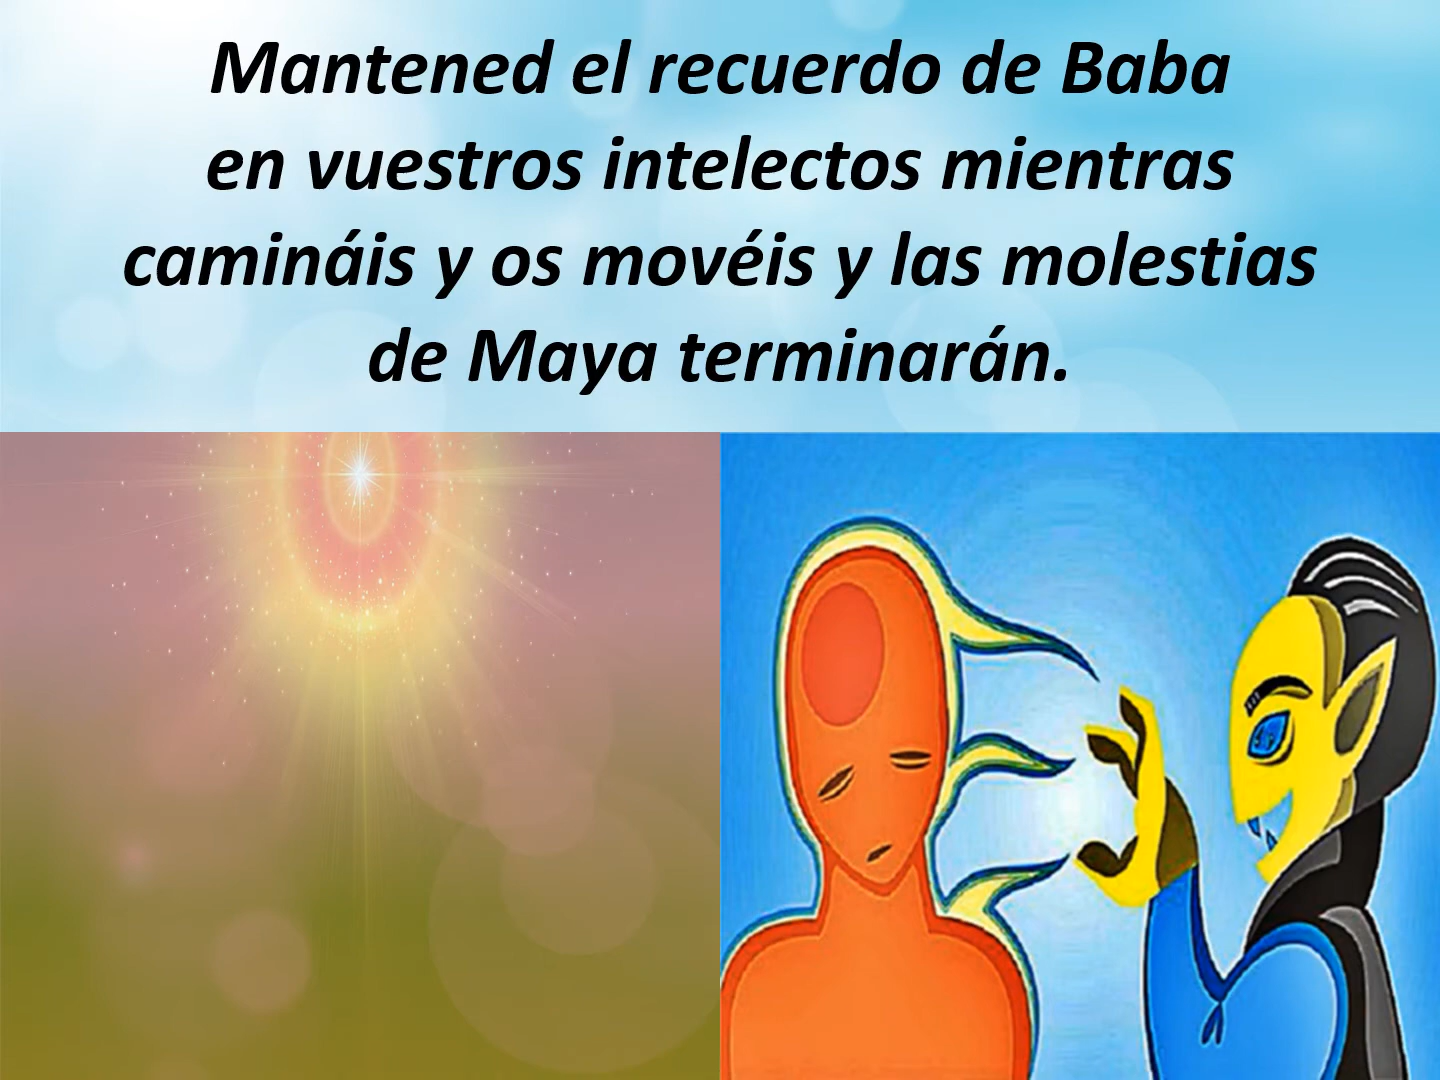 Mantened el recuerdo de Baba
en vuestros intelectos mientras
camináis y os movéis y las molestias
de Maya terminarán.